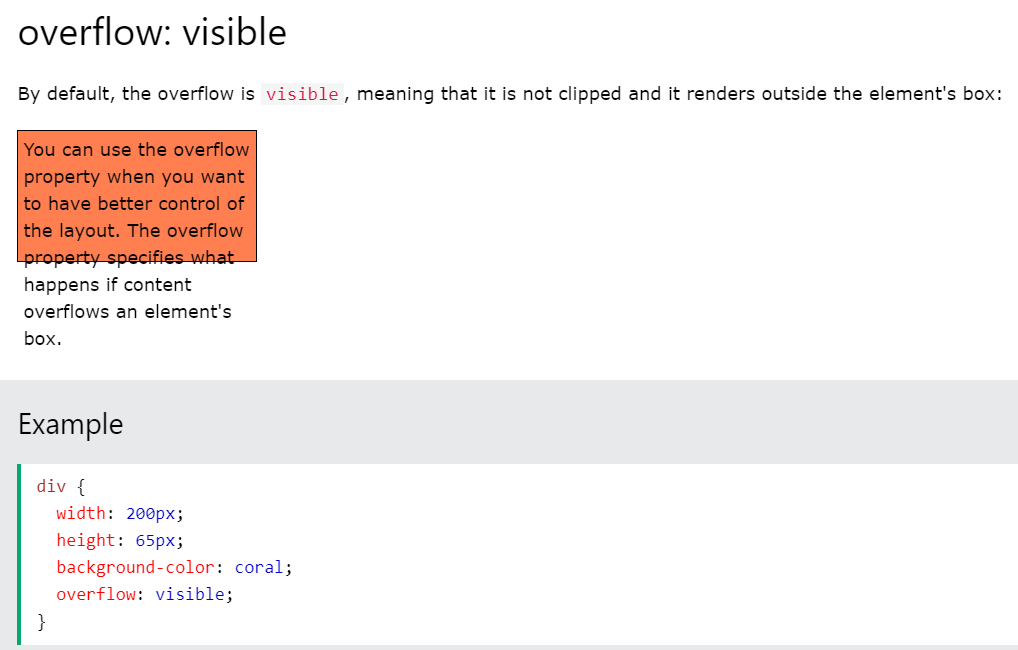 overflow: visible
By default, the overflow is visible, meaning that it is not clipped and it renders outside the element's box:
You can use the overflow
property when you want
to have better control of
the layout. The overflow
property specifies what
happens if content
overflows an element's
box.
Example
div {
  width: 200px;
  height: 65px;
  background-color: coral;
  overflow: visible;
}